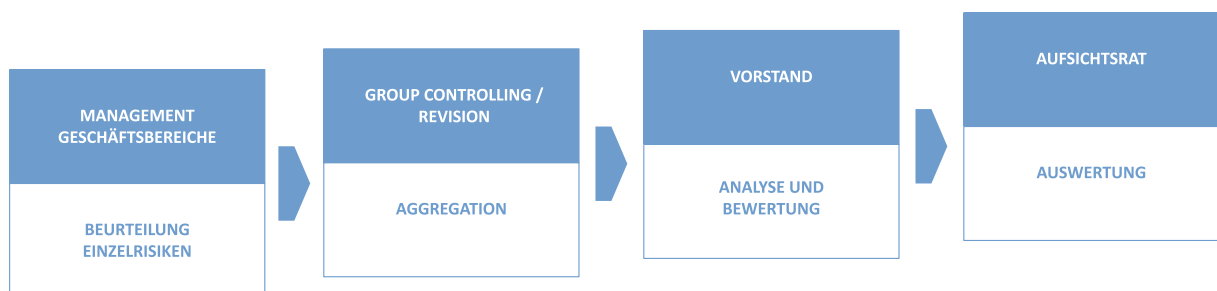 MANAGEMENT
GESCHÄFTSBEREICHE
BEURTEILUNG
EINZELRISIKEN
GROUP CONTROLLING /
REVISION
AGGREGATION
VORSTAND
ANALYSE UND
BEWERTUNG
AUFSICHTSRAT
AUSWERTUNG